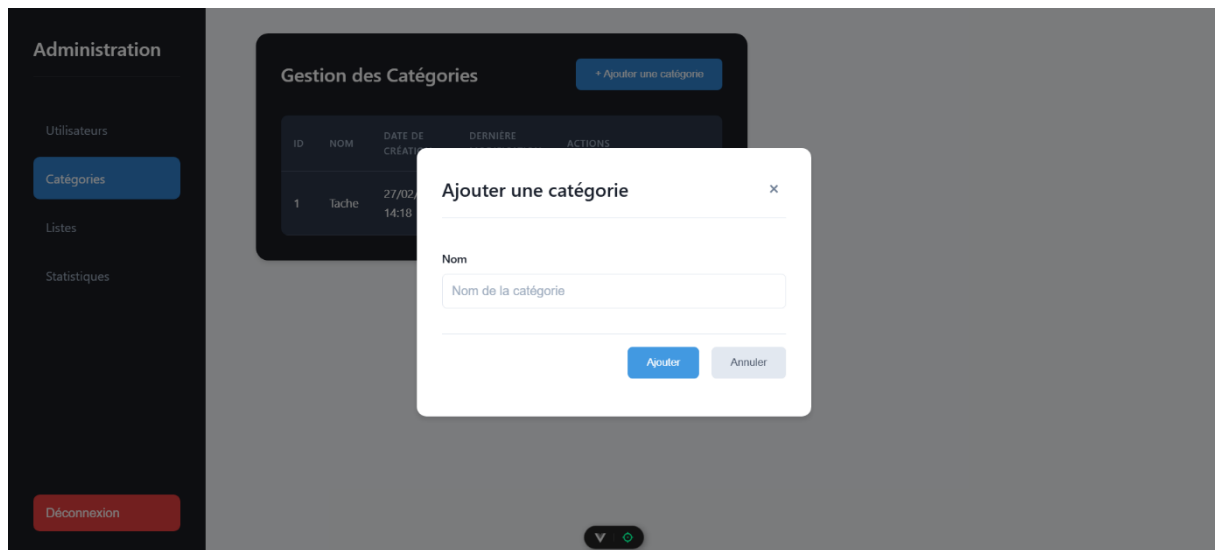 Administration
Utilisateurs
Catégories
Listes
Statistiques
Déconnexion
Gestion des Catégories
+ Ajouter une catégorie
ID NOM DATE DE DERNIÈRE ACTIONS
1 Tache 27/02/
14:18
Ajouter une catégorie ×
Nom
Nom de la catégorie
Ajouter Annuler